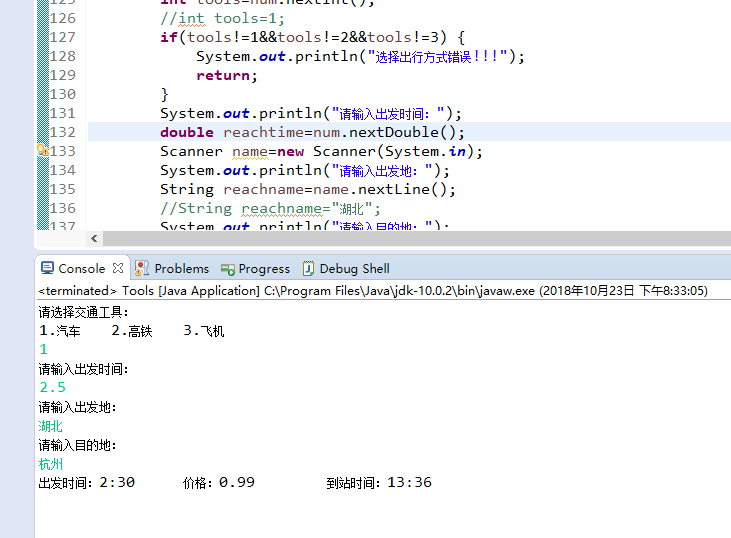 125 int tools=num.nextInt();
126 //int tools=1;
127 if(tools!=1&&tools!=2&&tools!=3) {
128 System.out.println("选择出行方式错误!!!");
129 return;
130 }
131 System.out.println("请输入出发时间：");
132 double reachtime=num.nextDouble();
133 Scanner name=new Scanner(System.in);
134 System.out.println("请输入出发地：");
135 String reachname=name.nextLine();
136 //String reachname="湖北";
137 System.out.println("请输入目的地：");
Console Problems Progress Debug Shell
<terminated> Tools [Java Application] C:\Program Files\Java\jdk-10.0.2\bin\javaw.exe (2018年10月23日 下午8:33:05)
请选择交通工具：
1.汽车 2.高铁 3.飞机
1
请输入出发时间：
2.5
请输入出发地：
湖北
请输入目的地：
杭州
出发时间：2:30 价格：0.99 到站时间：13:36